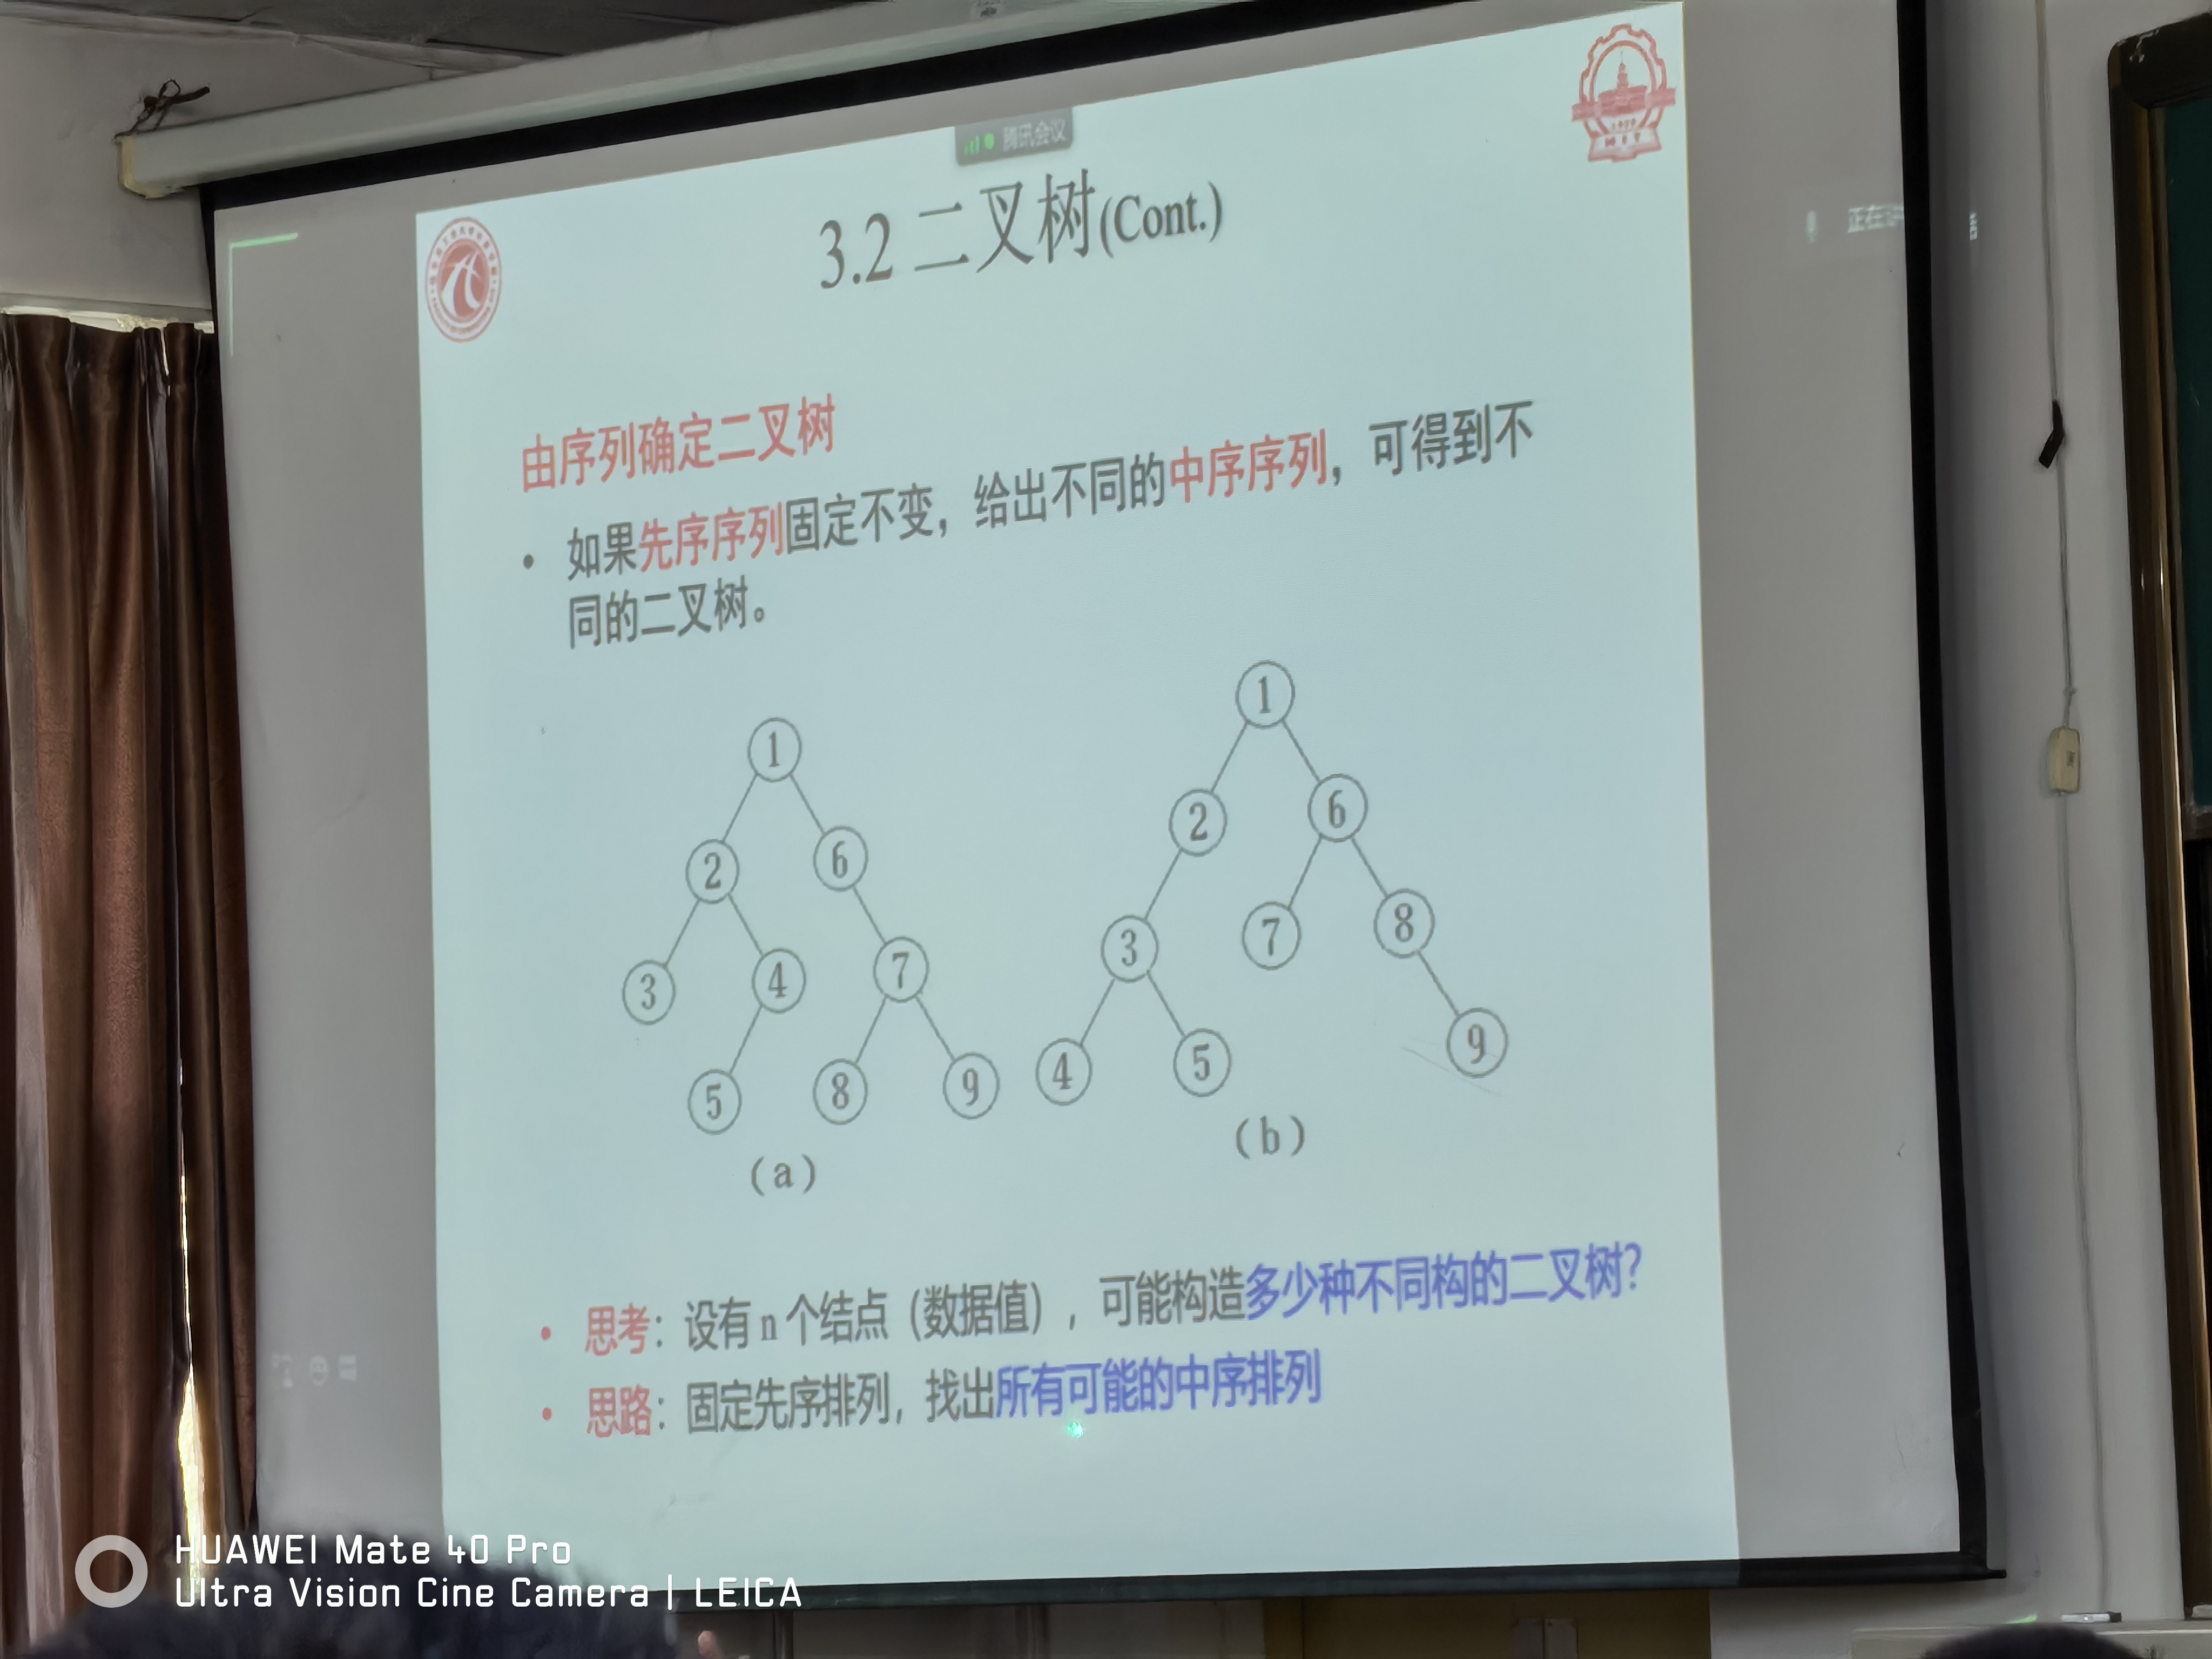 腾讯会议
3.2 二叉树(Cont.)
正在讲
由序列确定二叉树
• 如果先序序列固定不变，给出不同的中序序列，可得到不
同的二叉树。
1
2 6
3 4 7
5 8 9
(a)
1
2 6
3 7 8
4 5 9
(b)
• 思考：设有 n 个结点（数据值），可能构造多少种不同构的二叉树？
• 思路：固定先序排列，找出所有可能的中序排列
HUAWEI Mate 40 Pro
Ultra Vision Cine Camera | LEICA